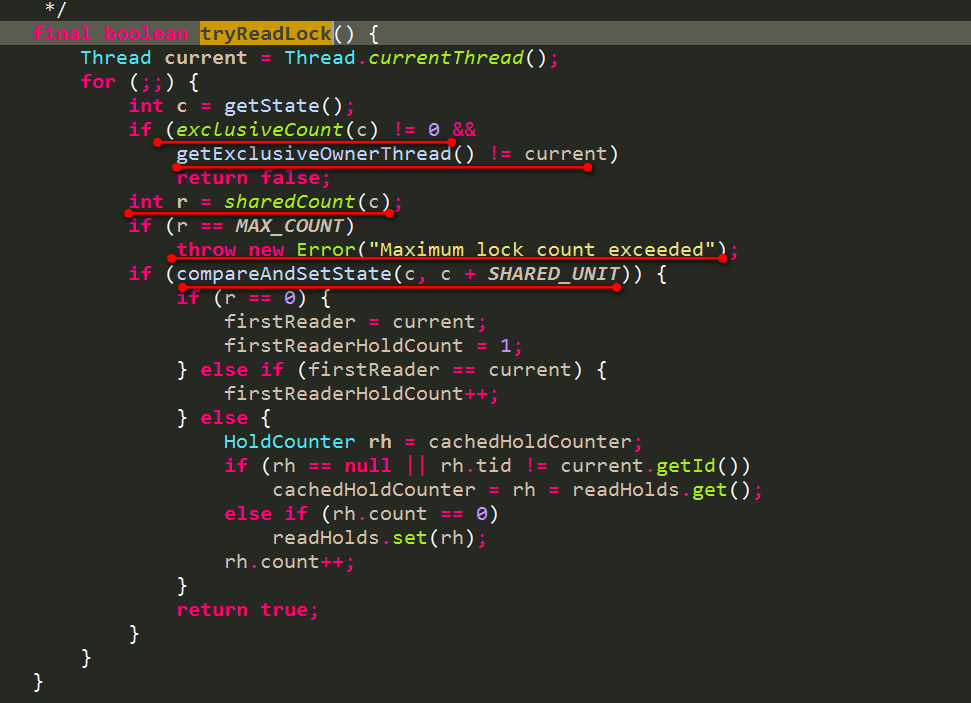 */
final boolean tryReadLock() {
Thread current = Thread.currentThread();
for (;;) {
int c = getState();
if (exclusiveCount(c) != 0 &&
getExclusiveOwnerThread() != current)
return false;
int r = sharedCount(c);
if (r == MAX_COUNT)
throw new Error("Maximum lock count exceeded");
if (compareAndSetState(c, c + SHARED_UNIT)) {
if (r == 0) {
firstReader = current;
firstReaderHoldCount = 1;
} else if (firstReader == current) {
firstReaderHoldCount++;
} else {
HoldCounter rh = cachedHoldCounter;
if (rh == null || rh.tid != current.getId())
cachedHoldCounter = rh = readHolds.get();
else if (rh.count == 0)
readHolds.set(rh);
rh.count++;
}
return true;
}
}
}